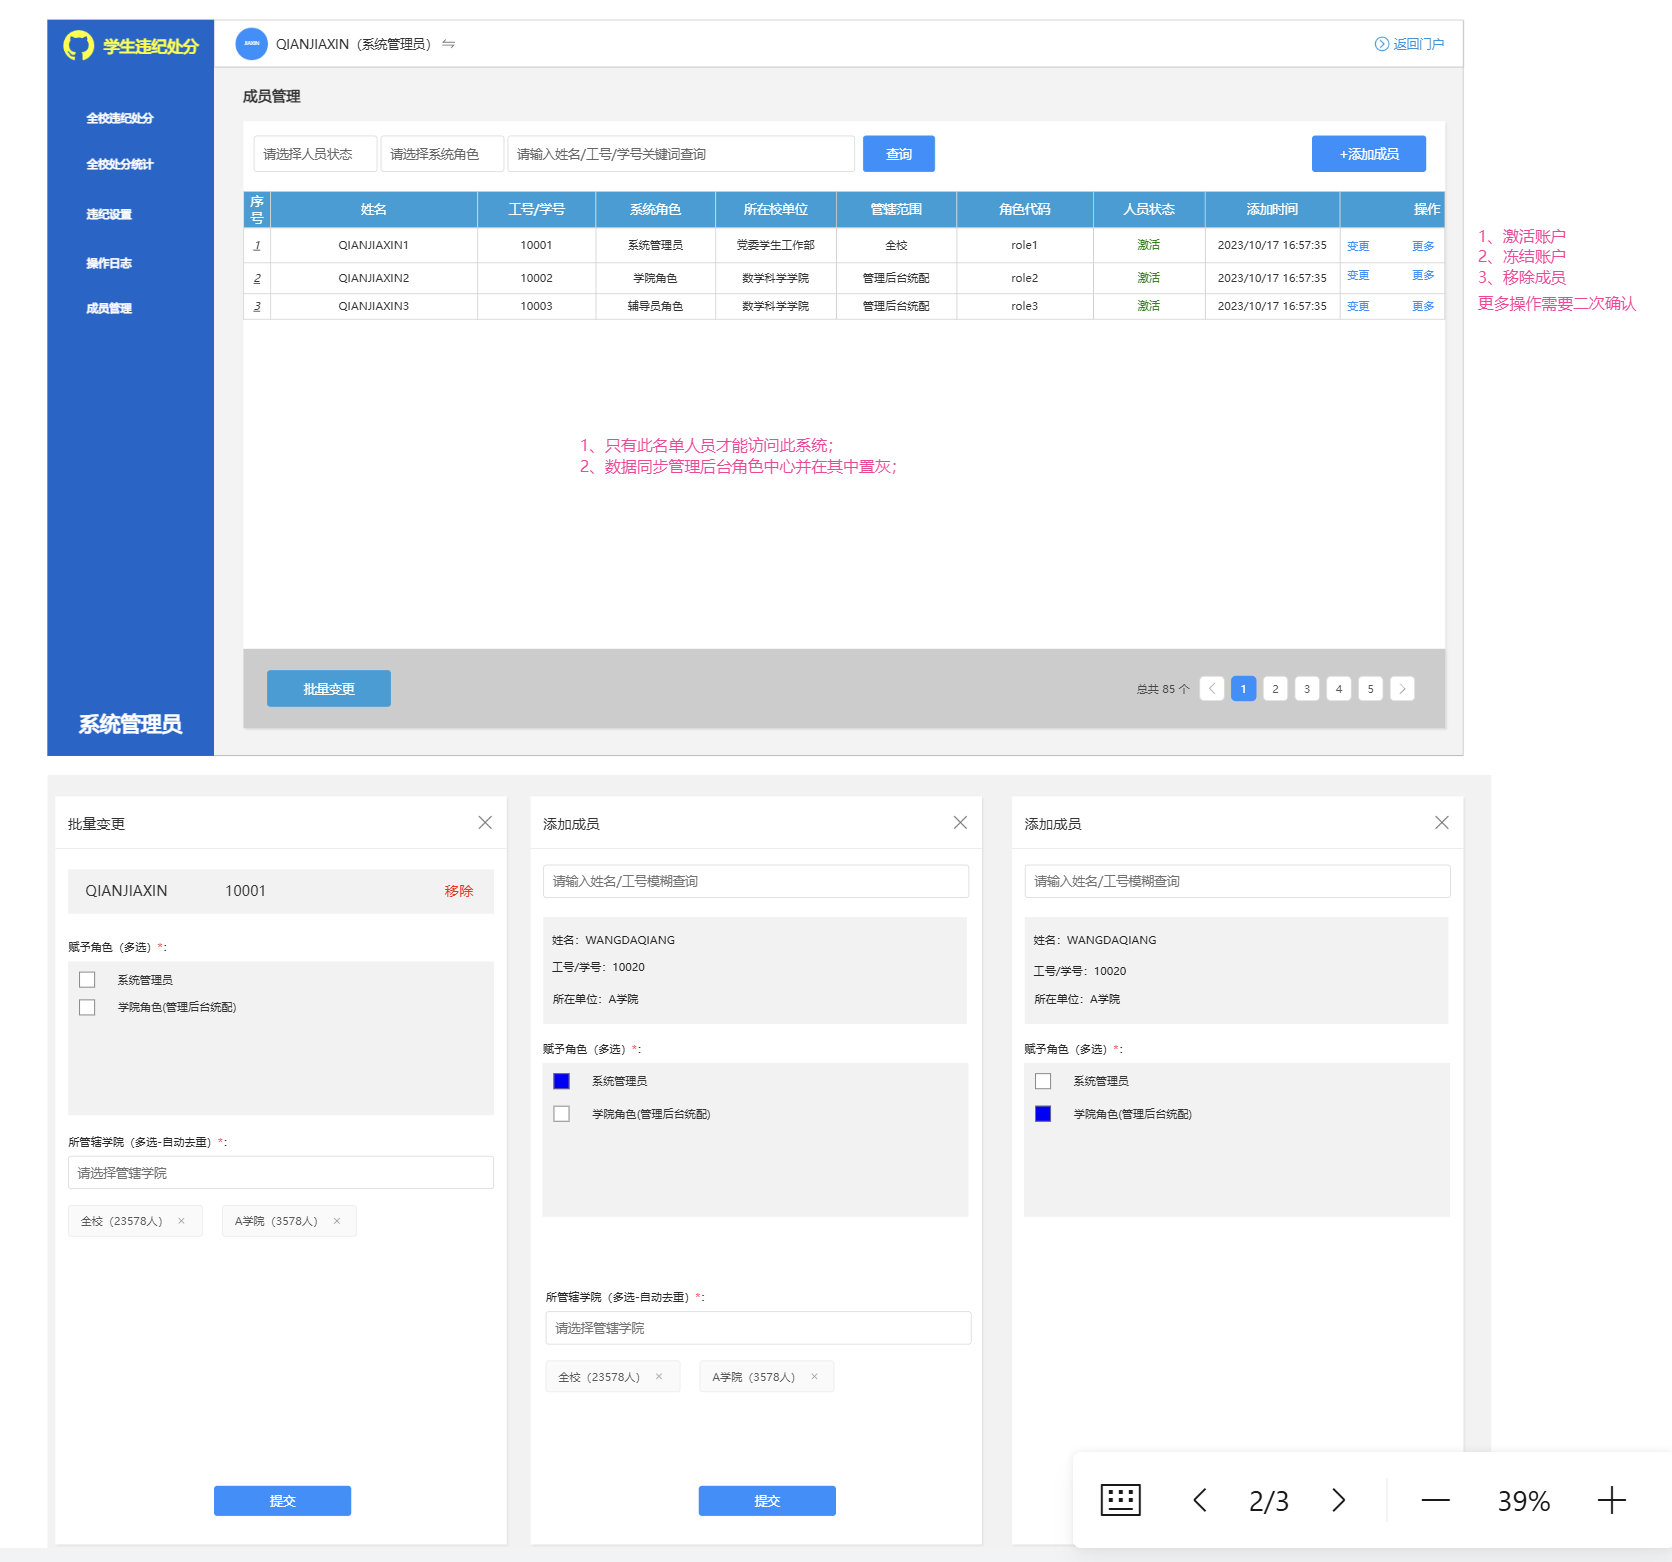 学生违纪处分
JIAXIN
QIANJIAXIN（系统管理员）
返回门户
全校违纪处分
全校处分统计
违纪设置
操作日志
成员管理
系统管理员
成员管理
请选择人员状态 请选择系统角色 请输入姓名/工号/学号关键词查询 查询 +添加成员
序号 姓名 工号/学号 系统角色 所在校单位 管辖范围 角色代码 人员状态 添加时间 操作
1 QIANJIAXIN1 10001 系统管理员 党委学生工作部 全校 role1 激活 2023/10/17 16:57:35 变更 更多
2 QIANJIAXIN2 10002 学院角色 数学科学学院 管理后台统配 role2 激活 2023/10/17 16:57:35 变更 更多
3 QIANJIAXIN3 10003 辅导员角色 数学科学学院 管理后台统配 role3 激活 2023/10/17 16:57:35 变更 更多
1、激活账户
2、冻结账户
3、移除成员
更多操作需要二次确认
1、只有此名单人员才能访问此系统；
2、数据同步管理后台角色中心并在其中置灰；
批量变更
总共 85 个 1 2 3 4 5
批量变更
QIANJIAXIN 10001 移除
赋予角色（多选）*：
系统管理员
学院角色(管理后台统配)
所管辖学院（多选-自动去重）*：
请选择管辖学院
全校（23578人） × A学院（3578人） ×
提交
添加成员
请输入姓名/工号模糊查询
姓名：WANGDAQIANG
工号/学号：10020
所在单位：A学院
赋予角色（多选）*：
系统管理员
学院角色(管理后台统配)
所管辖学院（多选-自动去重）*：
请选择管辖学院
全校（23578人） × A学院（3578人） ×
提交
添加成员
请输入姓名/工号模糊查询
姓名：WANGDAQIANG
工号/学号：10020
所在单位：A学院
赋予角色（多选）*：
系统管理员
学院角色(管理后台统配)
2/3 39%